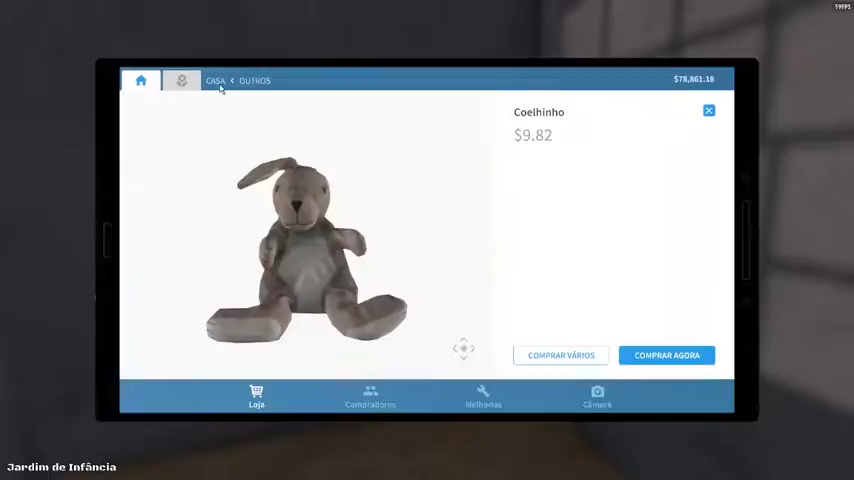 59FPS
CASA < OUTROS
$78,861.18
Coelhinho
$9.82
COMPRAR VÁRIOS
COMPRAR AGORA
Loja
Compradores
Melhorias
Câmera
Jardim de Infância